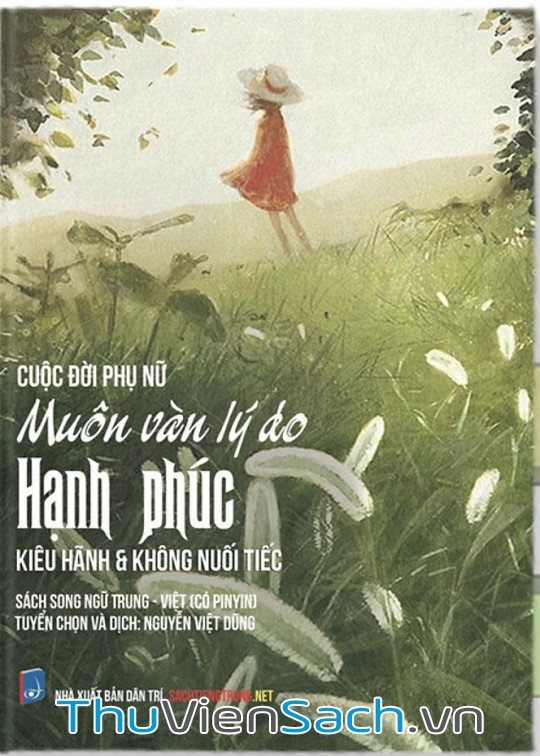 CUỘC ĐỜI PHỤ NỮ
Muôn vàn lý do
Hạnh phúc
KIÊU HÃNH & KHÔNG NUỐI TIẾC
SÁCH SONG NGỮ TRUNG - VIỆT (CÓ PINYIN)
TUYỂN CHỌN VÀ DỊCH: NGUYỄN VIỆT DŨNG
NHÀ XUẤT BẢN DÂN TRÍ. SACHTIENGTRUNG.NET
ThuVienSach.vn